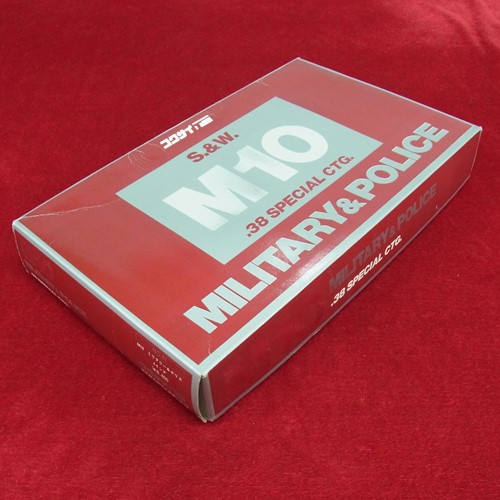 コクサイ
S.&W.
M10
.38 SPECIAL CTG.
MILITARY&POLICE
MILITARY&POLICE
.38 SPECIAL CTG.